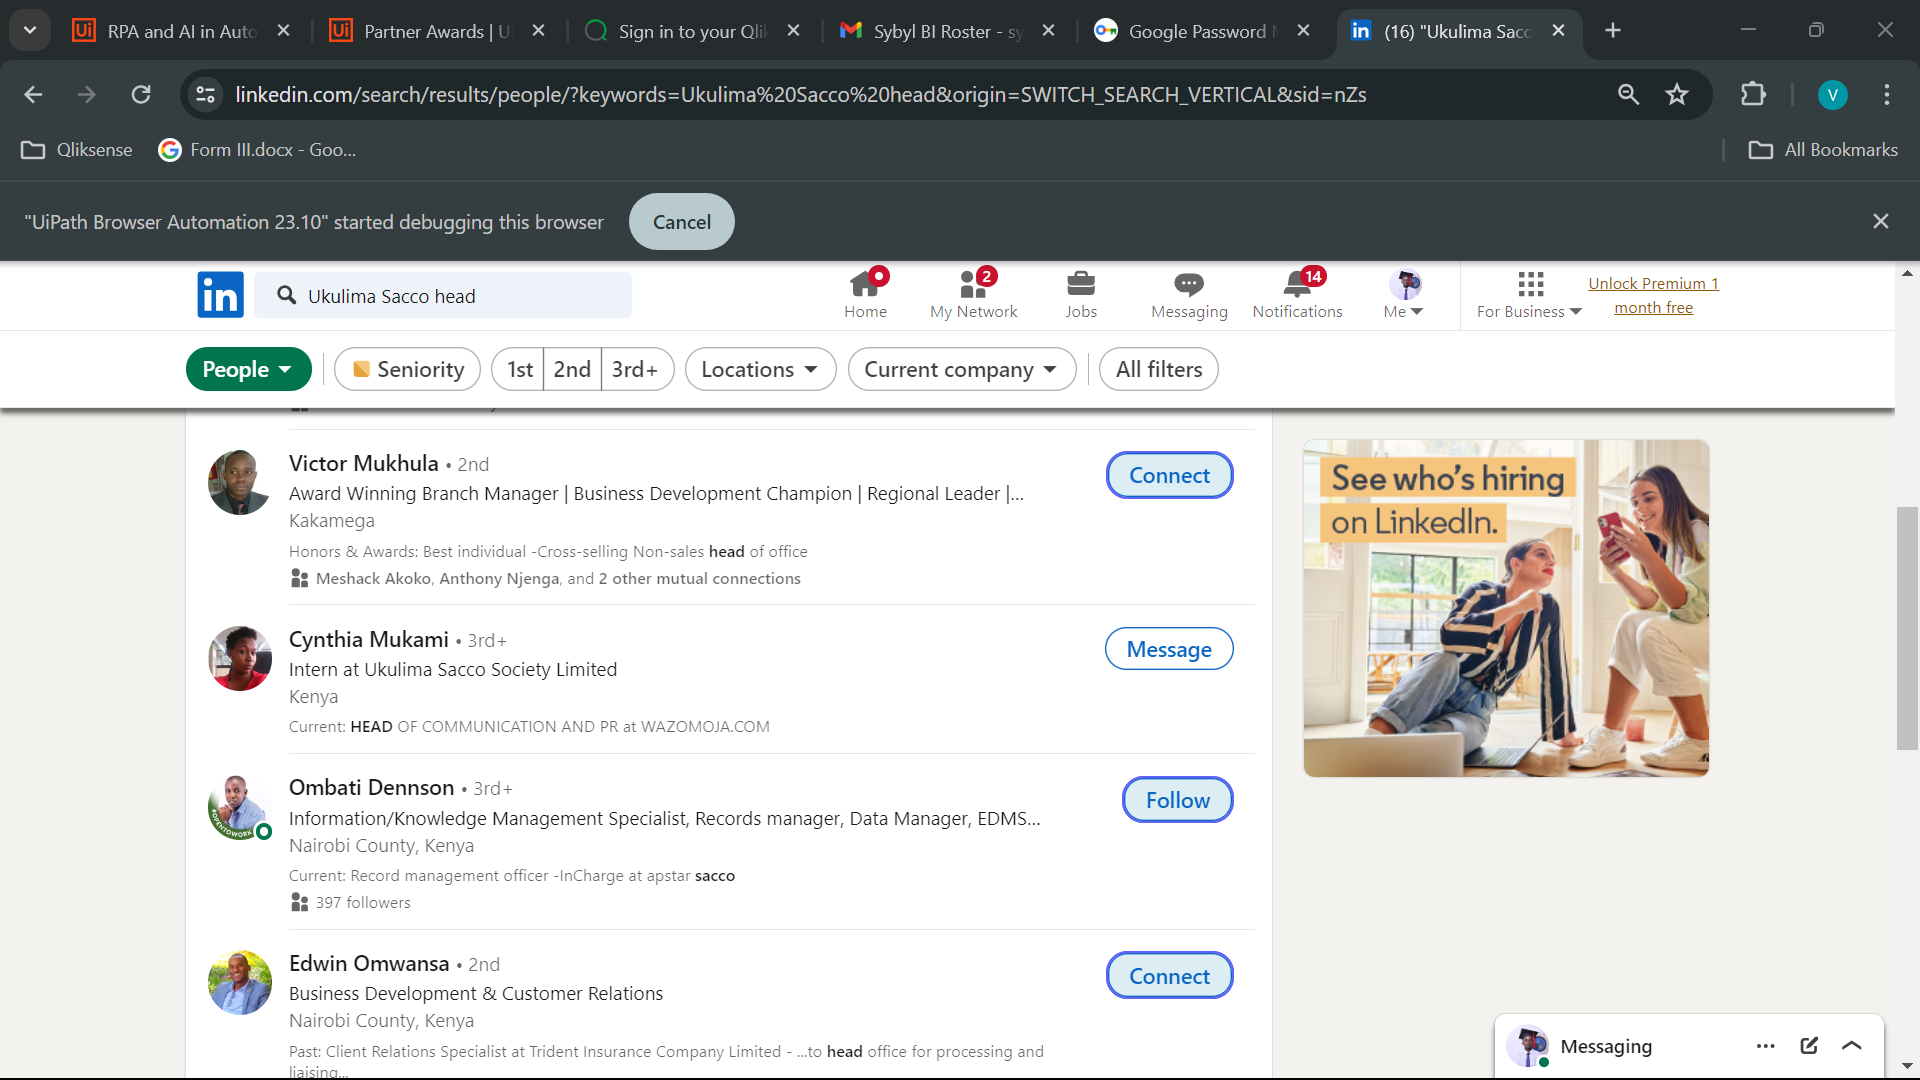 RPA and AI in Auto
Partner Awards | U
Sign in to your Qlik
Sybyl BI Roster - sy
Google Password M
(16) "Ukulima Sacc
linkedin.com/search/results/people/?keywords=Ukulima%20Sacco%20head&origin=SWITCH_SEARCH_VERTICAL&sid=nZs
V
Qliksense
Form III.docx - Goo...
All Bookmarks
"UiPath Browser Automation 23.10" started debugging this browser
Cancel
in
Ukulima Sacco head
Home
2
My Network
Jobs
Messaging
14
Notifications
Me
For Business
Unlock Premium 1
month free
People
Seniority
1st
2nd
3rd+
Locations
Current company
All filters
Victor Mukhula • 2nd
Award Winning Branch Manager | Business Development Champion | Regional Leader |...
Kakamega
Honors & Awards: Best individual -Cross-selling Non-sales head of office
Meshack Akoko, Anthony Njenga, and 2 other mutual connections
Connect
Cynthia Mukami • 3rd+
Intern at Ukulima Sacco Society Limited
Kenya
Current: HEAD OF COMMUNICATION AND PR at WAZOMOJA.COM
Message
Ombati Dennson • 3rd+
Information/Knowledge Management Specialist, Records manager, Data Manager, EDMS...
Nairobi County, Kenya
Current: Record management officer -InCharge at apstar sacco
397 followers
#OPENTOWORK
Follow
Edwin Omwansa • 2nd
Business Development & Customer Relations
Nairobi County, Kenya
Past: Client Relations Specialist at Trident Insurance Company Limited - ...to head office for processing and
liaising...
Connect
See who's hiring
on LinkedIn.
Messaging